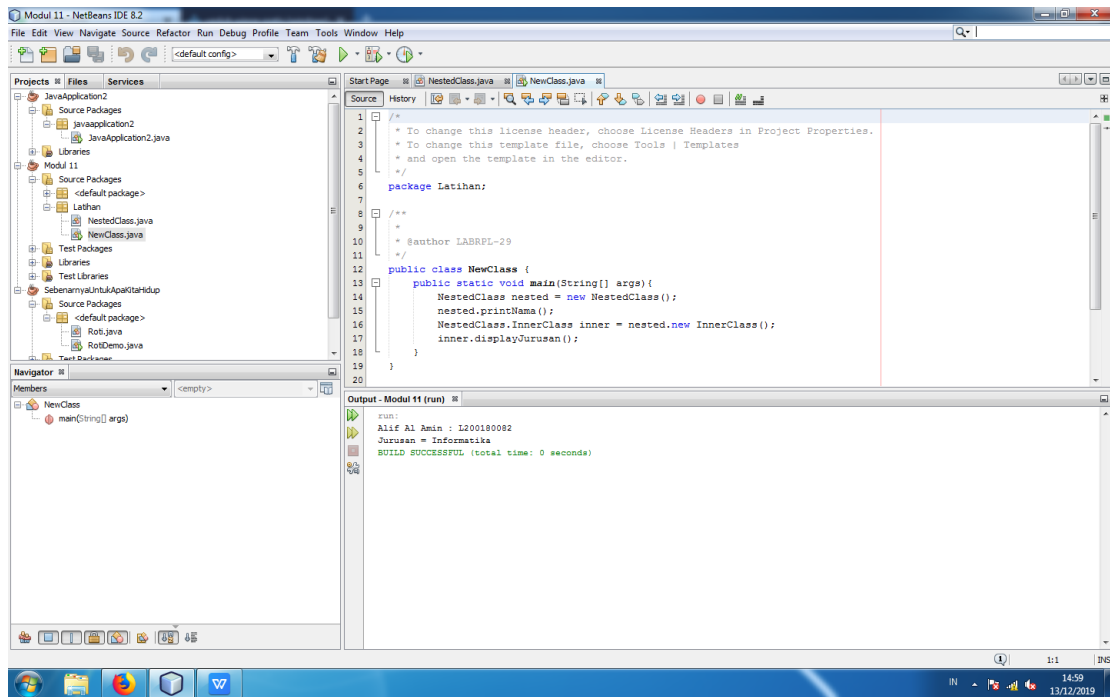 Modul 11 - NetBeans IDE 8.2
File Edit View Navigate Source Refactor Run Debug Profile Team Tools Window Help
<default config>
Projects Files Services
JavaApplication2
Source Packages
javaapplication2
JavaApplication2.java
Libraries
Modul 11
Source Packages
<default package>
Latihan
NestedClass.java
NewClass.java
Test Packages
Libraries
Test Libraries
SebenarnyaUntukApaKitaHidup
Source Packages
<default package>
Roti.java
RotiDemo.java
Test Packages
Navigator
Members <empty>
NewClass
main(String[] args)
Start Page NestedClass.java NewClass.java
Source History
1 /*
2 * To change this license header, choose License Headers in Project Properties.
3 * To change this template file, choose Tools | Templates
4 * and open the template in the editor.
5 */
6 package Latihan;
7
8 /**
9 *
10 * @author LABRPL-29
11 */
12 public class NewClass {
13 public static void main(String[] args){
14 NestedClass nested = new NestedClass();
15 nested.printNama();
16 NestedClass.InnerClass inner = nested.new InnerClass();
17 inner.displayJurusan();
18 }
19 }
20
Output - Modul 11 (run)
run:
Alif Al Amin : L200180082
Jurusan = Informatika
BUILD SUCCESSFUL (total time: 0 seconds)
1:1 INS
IN 14:59
13/12/2019